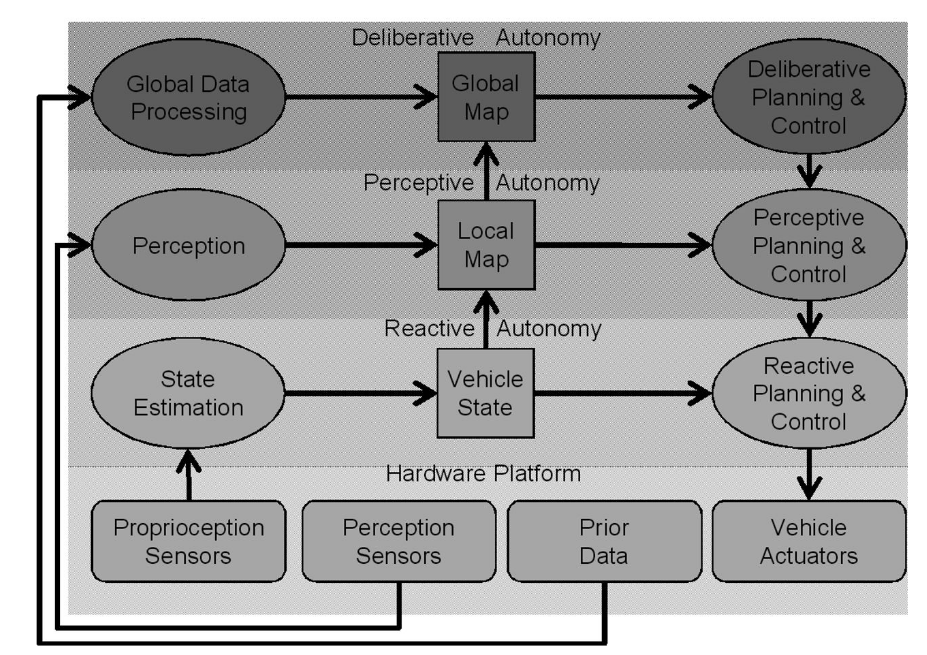 Deliberative Autonomy
Global Data
Processing
Global
Map
Deliberative
Planning &
Control
Perceptive Autonomy
Perception
Local
Map
Perceptive
Planning &
Control
Reactive Autonomy
State
Estimation
Vehicle
State
Reactive
Planning &
Control
Hardware Platform
Proprioception
Sensors
Perception
Sensors
Prior
Data
Vehicle
Actuators